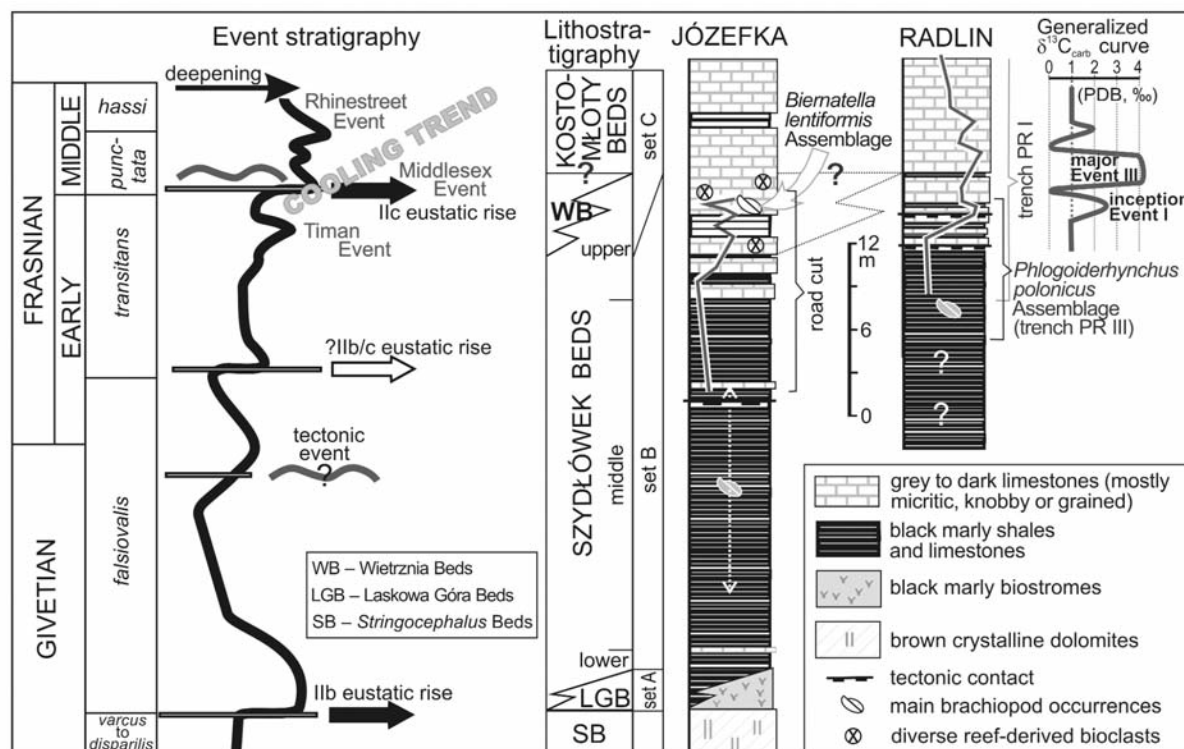 Event stratigraphy
deepening
Rhinestreet
Event
COOLING TREND
Middlesex
Event
IIc eustatic rise
Timan
Event
?IIb/c eustatic rise
tectonic
event
?
IIb eustatic rise
FRASNIAN
MIDDLE
EARLY
GIVETIAN
hassi
punc-
tata
transitans
falsiovalis
varcus
to
disparilis
WB – Wietrznia Beds
LGB – Laskowa Góra Beds
SB – Stringocephalus Beds
Lithostra-
tigraphy
KOSTO-
MŁOTY
BEDS
?
WB
upper
SZYDŁÓWEK BEDS
middle
lower
LGB
SB
set C
set B
set A
JÓZEFKA
Biernatella
lentiformis
Assemblage
?
road cut
12
m
6
0
RADLIN
?
?
trench PR I
Phlogoiderhynchus
polonicus
Assemblage
(trench PR III)
Generalized
δ13Ccarb curve
0 1 2 3 4
(PDB, ‰)
major
Event III
inception
Event I
grey to dark limestones (mostly
micritic, knobby or grained)
black marly shales
and limestones
black marly biostromes
brown crystalline dolomites
tectonic contact
main brachiopod occurrences
diverse reef-derived bioclasts